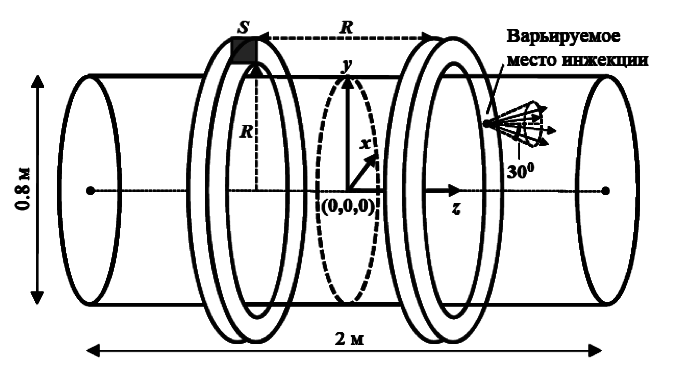 S
R
Варьируемое
место инжекции
y
R
x
30⁰
0.8 м
(0,0,0)
z
2 м